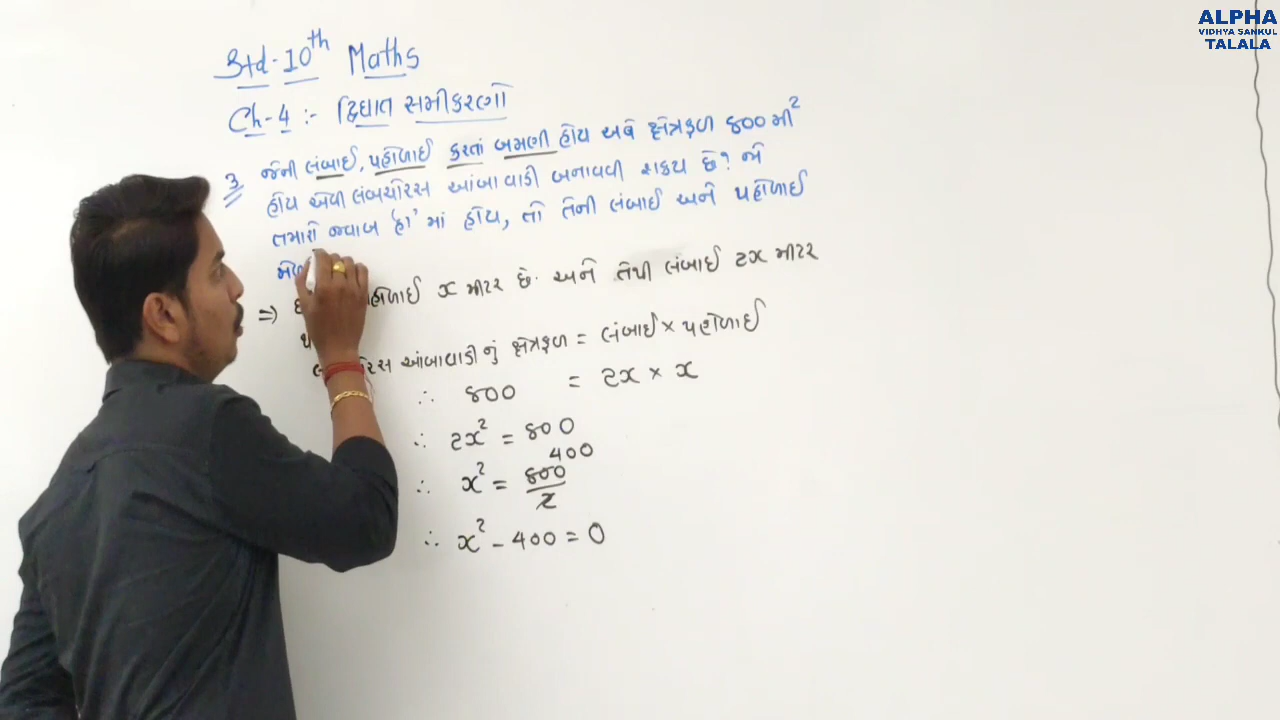 ALPHA
VIDHYA SANKUL
TALALA
Std-10th Maths
Ch-4 :- દ્વિઘાત સમીકરણો
3 જેની લંબાઈ, પહોળાઈ કરતાં બમણી હોય અને ક્ષેત્રફળ ૪૦૦ મી²
હોય એવી લંબચોરસ આંબાવાડી બનાવવી શક્ય છે? જો
તમારો જવાબ 'હા' માં હોય, તો તેની લંબાઈ અને પહોળાઈ
⇒ પહોળાઈ x મીટર છે. અને તેથી લંબાઈ 2x મીટર
આંબાવાડીનું ક્ષેત્રફળ = લંબાઈ × પહોળાઈ
∴ 800 = 2x × x
∴ 2x² = 800
400
∴ x² = 800/2
∴ x² - 400 = 0